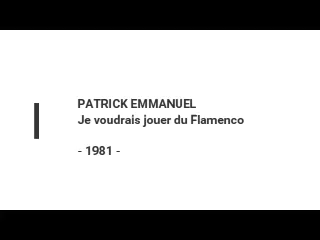 PATRICK EMMANUEL
Je voudrais jouer du Flamenco
- 1981 -